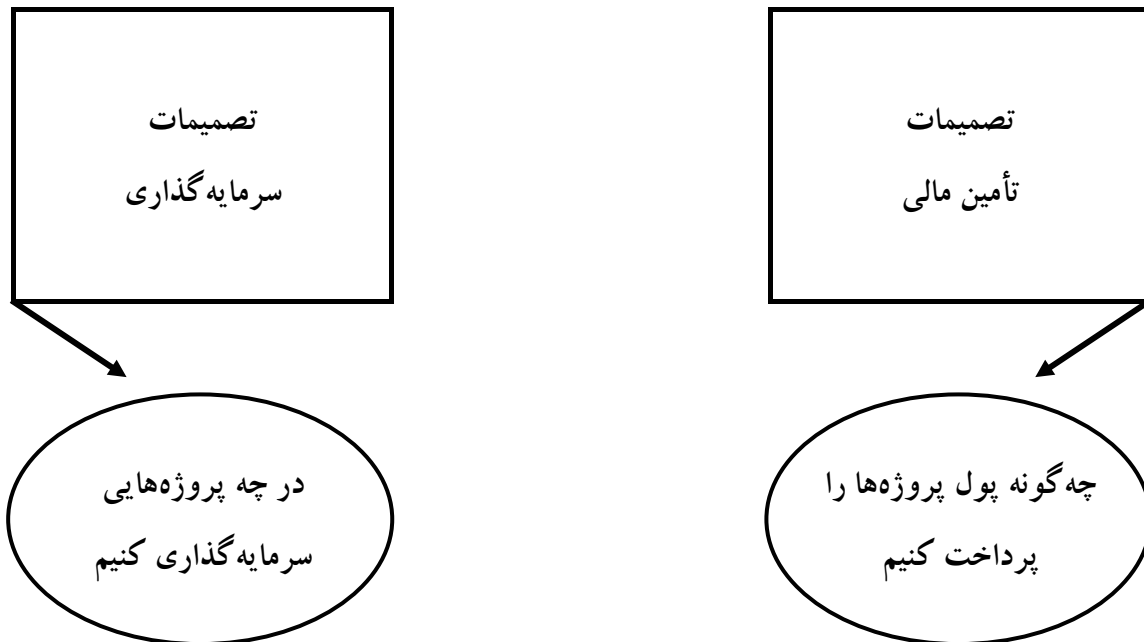 تصمیمات
تأمین مالی
تصمیمات
سرمایه‌گذاری
چه‌گونه پول پروژه‌ها را
پرداخت کنیم
در چه پروژه‌هایی
سرمایه‌گذاری کنیم